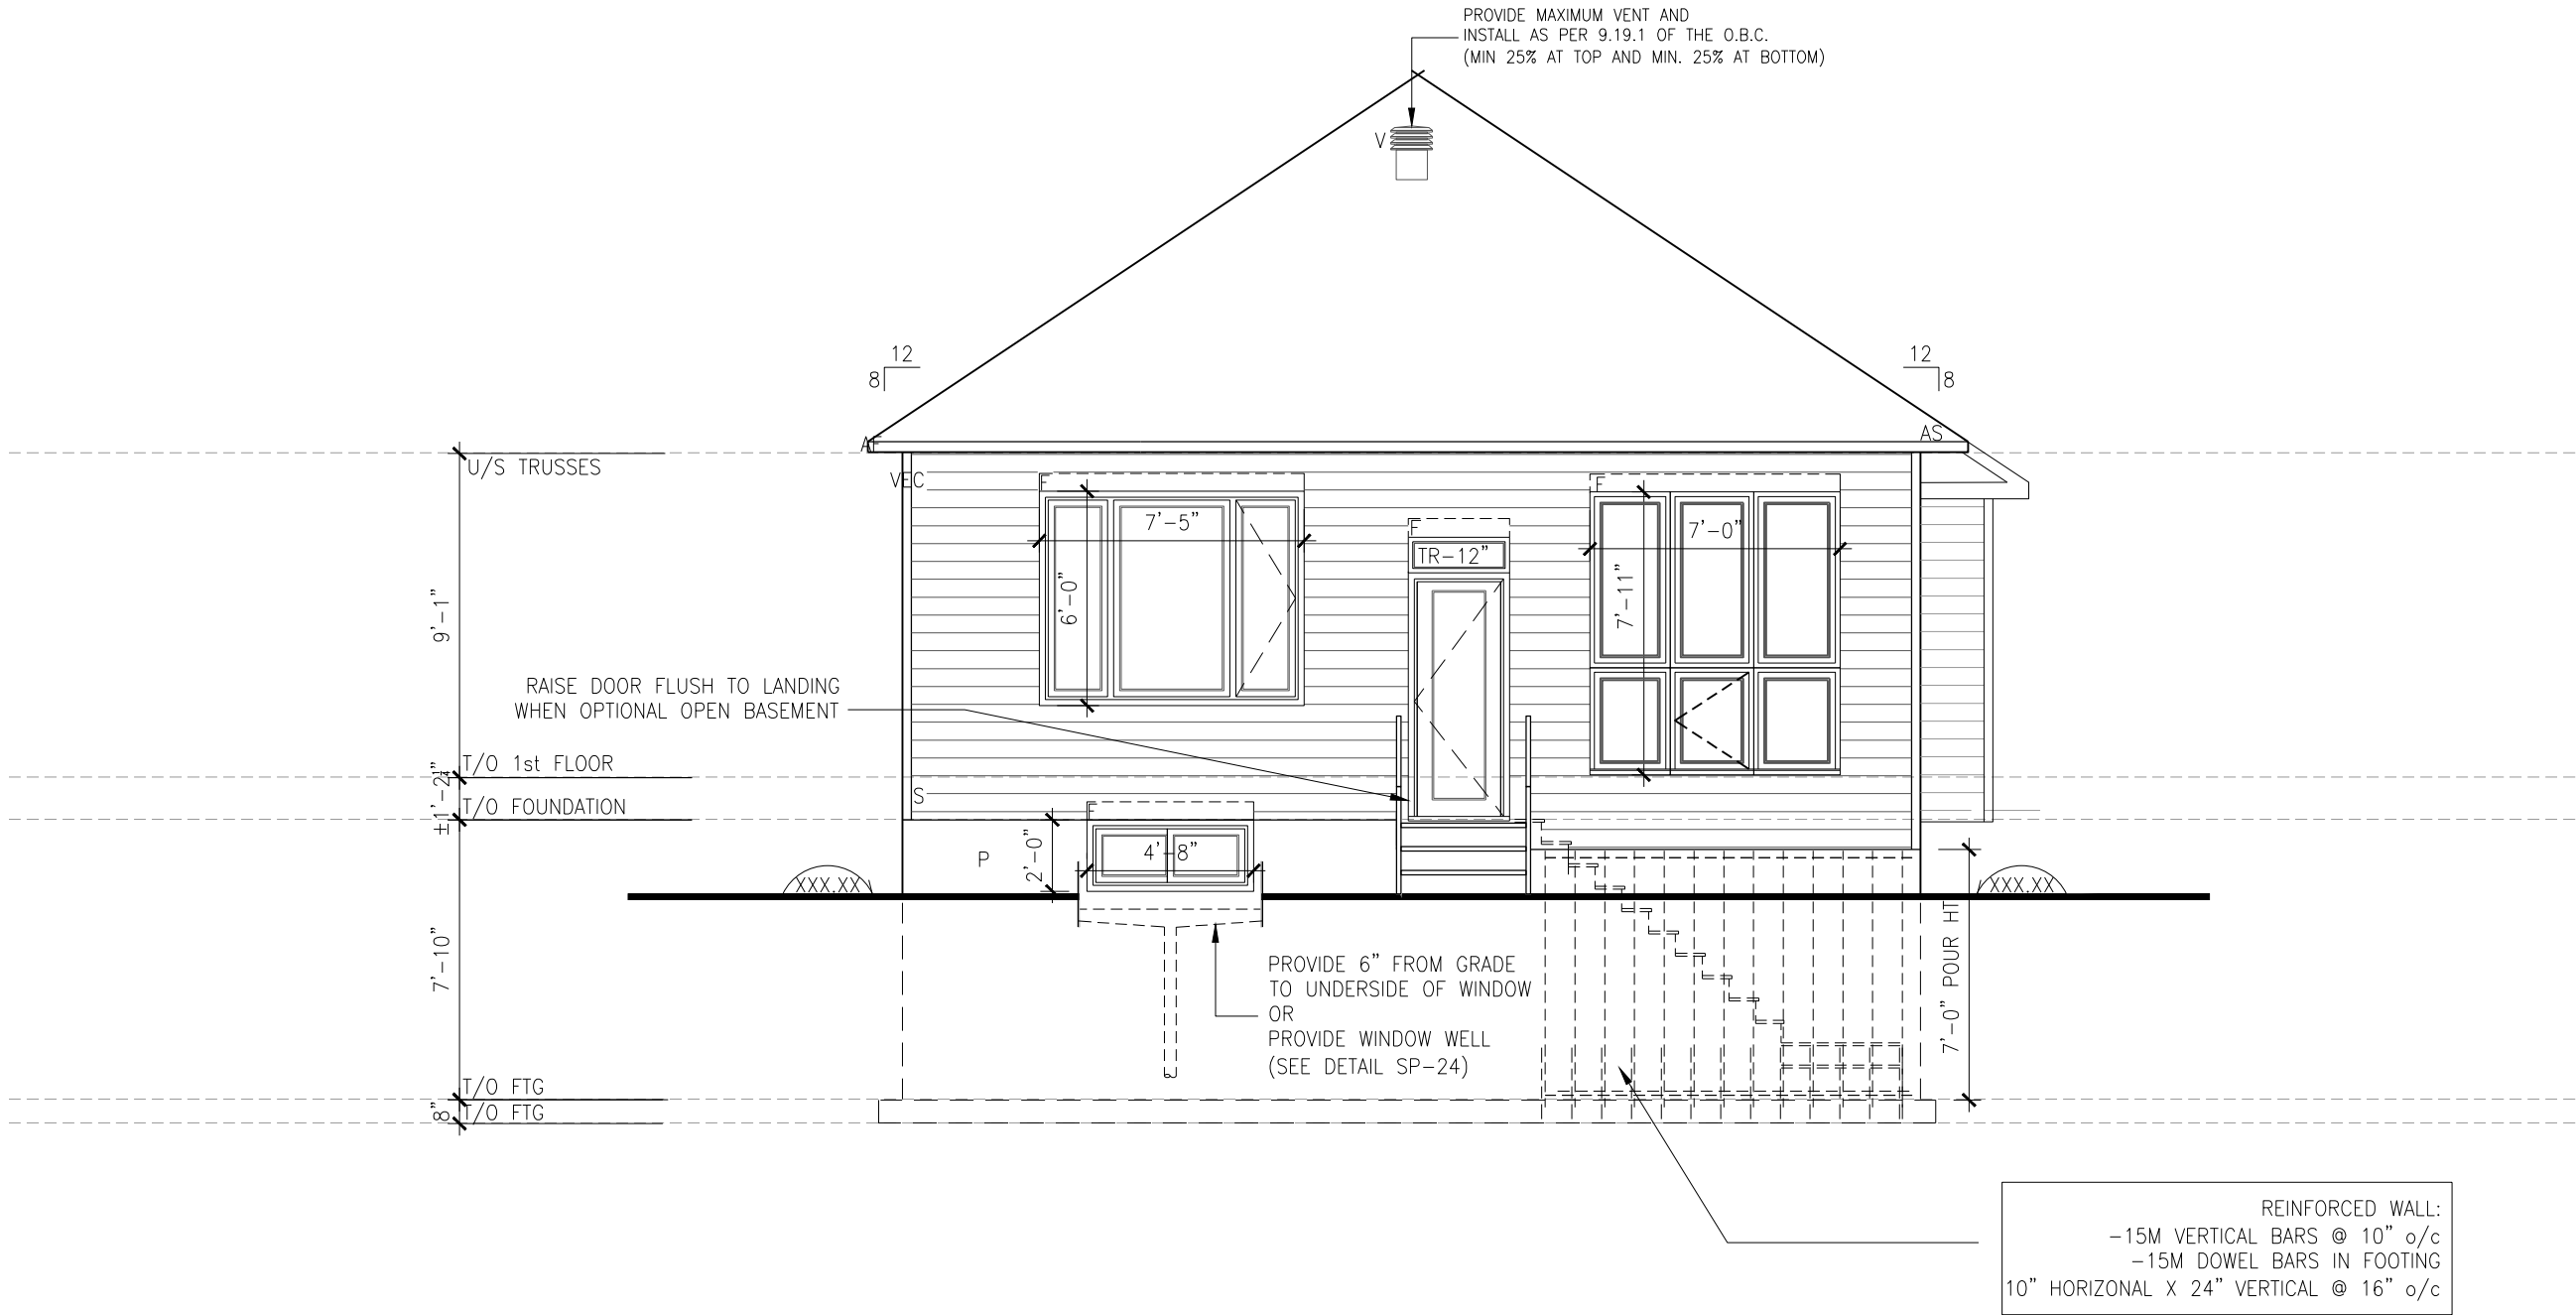 PROVIDE MAXIMUM VENT AND
INSTALL AS PER 9.19.1 OF THE O.B.C.
(MIN 25% AT TOP AND MIN. 25% AT BOTTOM)
V
12
8
12
8
AS
U/S TRUSSES
VEC
F
F
7'-5"
7'-0"
F
TR-12"
6'-0"
7'-11"
9'-1"
RAISE DOOR FLUSH TO LANDING
WHEN OPTIONAL OPEN BASEMENT
T/O 1st FLOOR
S
T/O FOUNDATION
F
P
2'-0"
4'-8"
XXX.XX
XXX.XX
7'-10"
7'-0" POUR HT
PROVIDE 6" FROM GRADE
TO UNDERSIDE OF WINDOW
OR
PROVIDE WINDOW WELL
(SEE DETAIL SP-24)
T/O FTG
8"
T/O FTG
REINFORCED WALL:
-15M VERTICAL BARS @ 10" o/c
-15M DOWEL BARS IN FOOTING
10" HORIZONAL X 24" VERTICAL @ 16" o/c